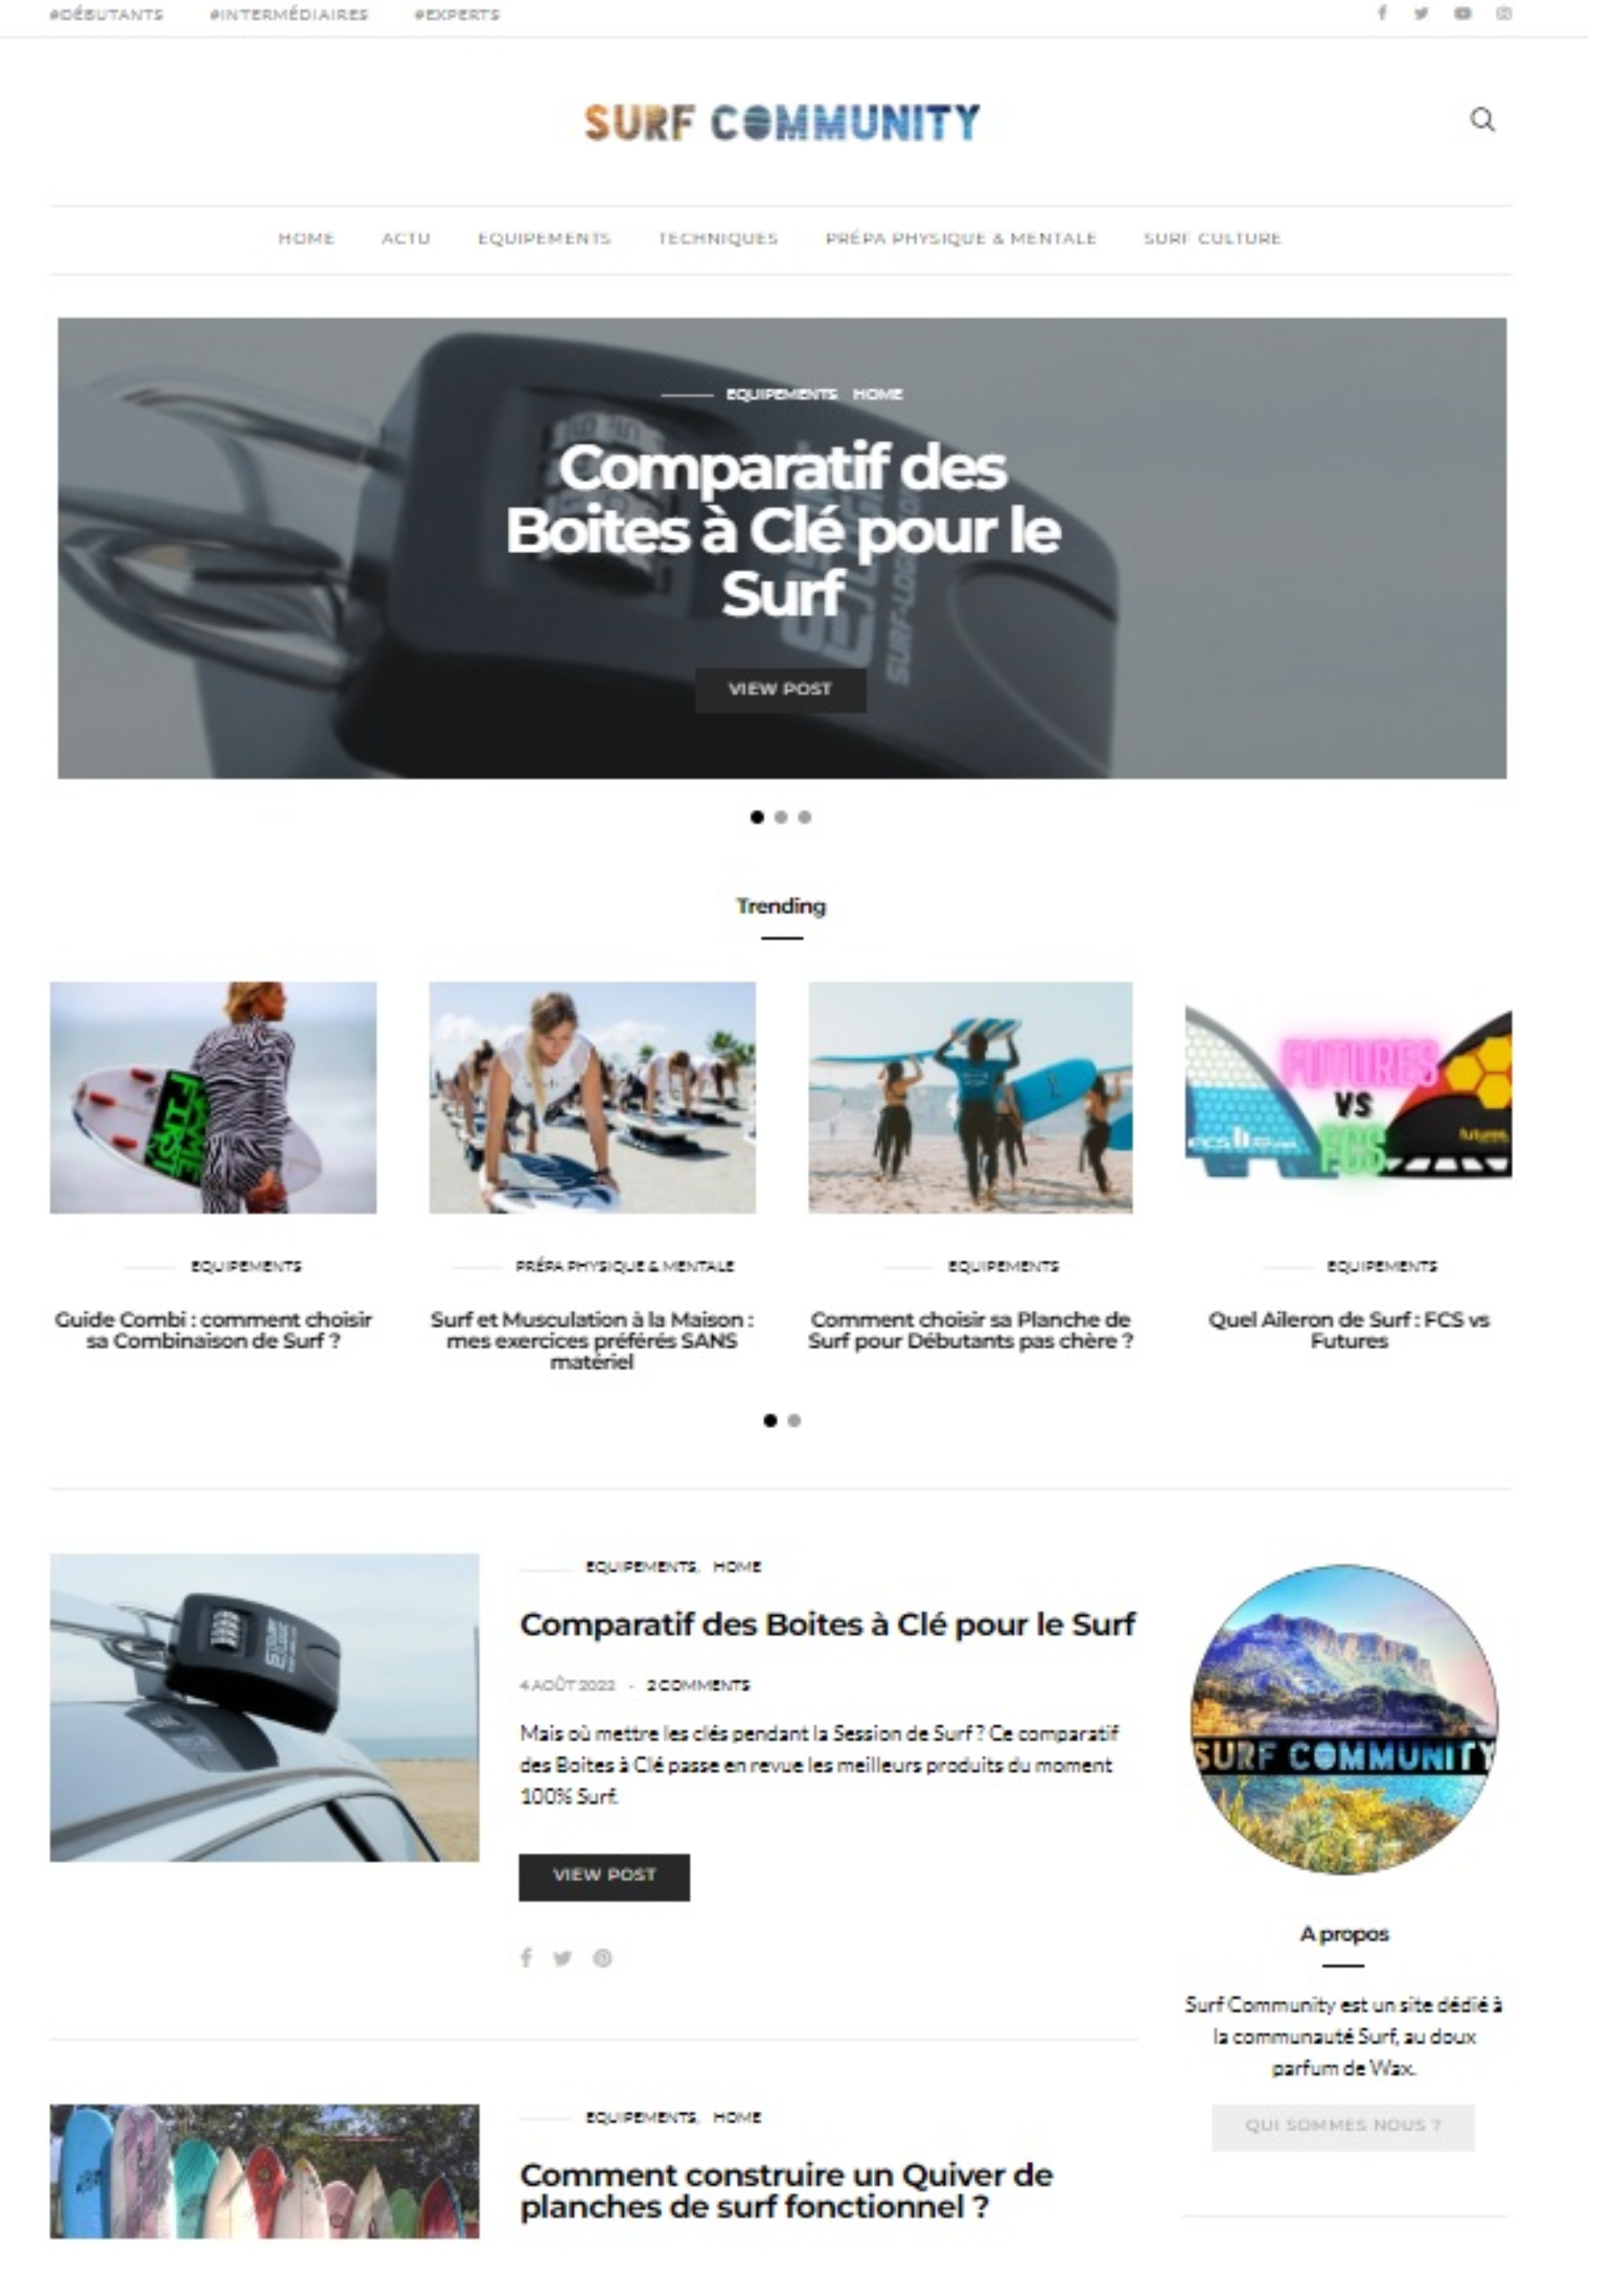 #DÉBUTANTS #INTERMÉDIAIRES #EXPERTS
SURF COMMUNITY
HOME ACTU EQUIPEMENTS TECHNIQUES PRÉPA PHYSIQUE & MENTALE SURF CULTURE
EQUIPEMENTS HOME
Comparatif des
Boites à Clé pour le
Surf
SURF-LOGIC
VIEW POST
Trending
FUTURES
VS
FCS
FCS
futures.
EQUIPEMENTS
Guide Combi : comment choisir
sa Combinaison de Surf ?
PRÉPA PHYSIQUE & MENTALE
Surf et Musculation à la Maison :
mes exercices préférés SANS
matériel
EQUIPEMENTS
Comment choisir sa Planche de
Surf pour Débutants pas chère ?
EQUIPEMENTS
Quel Aileron de Surf : FCS vs
Futures
EQUIPEMENTS, HOME
Comparatif des Boites à Clé pour le Surf
4 AOÛT 2022 - 2 COMMENTS
Mais où mettre les clés pendant la Session de Surf ? Ce comparatif
des Boites à Clé passe en revue les meilleurs produits du moment
100% Surf.
VIEW POST
SURF COMMUNITY
A propos
Surf Community est un site dédié à
la communauté Surf, au doux
parfum de Wax.
QUI SOMMES NOUS ?
EQUIPEMENTS, HOME
Comment construire un Quiver de
planches de surf fonctionnel ?